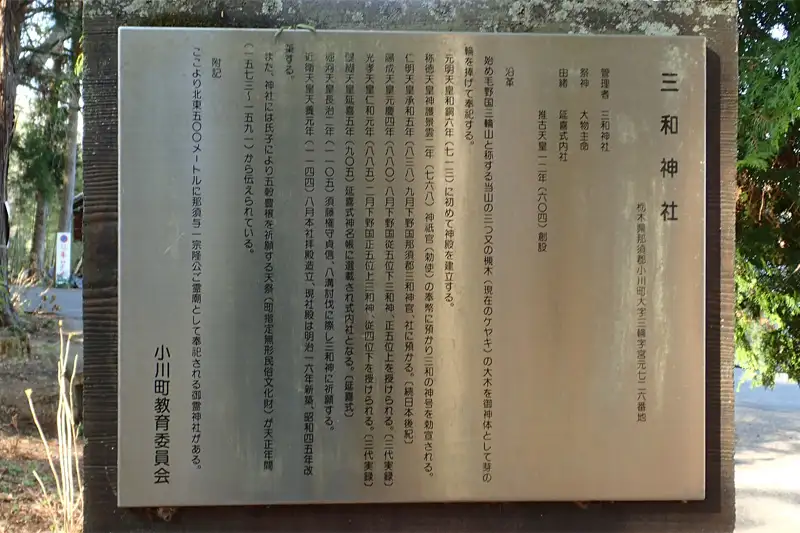 三和神社
栃木県那須郡小川町大字三輪字宮元七二六番地
管理者　三和神社
祭神　大物主命
由緒　延喜式内社
推古天皇一二年（六〇四）創設
沿革
始め毛野国三輪山と称する当山の三つ又の槻木（現在のケヤキ）の大木を御神体として芽の
輪を捧げて奉祀する。
元明天皇和銅六年（七一三）に初めて神殿を建立する。
称徳天皇神護景雲二年（七六八）神祇官（勅使）の奉幣に預かり三和の神号を勅宣される。
仁明天皇承和五年（八三八）九月下野国那須郡三和神官、社に預かる。〔続日本後紀〕
陽成天皇元慶四年（八八〇）八月下野国従五位下三和神、正五位上を授けられる。〔三代実録〕
光孝天皇仁和元年（八八五）二月下野国正五位上三和神、従四位下を授けられる。〔三代実録〕
醍醐天皇延喜五年（九〇五）延喜式神名帳に選載され式内社となる。〔延喜式〕
堀河天皇長治二年（一一〇五）須藤権守貞信、八溝討伐に際し三和神に祈願する。
近衛天皇天養元年（一一四四）八月本社拝殿造立、現社殿は明治一六年新築、昭和四五年改
築する。
また、神社には氏子により五穀豊穣を祈願する天祭（町指定無形民俗文化財）が天正年間
（一五七三～一五九一）から伝えられている。
附記
ここより北東五〇〇メートルに那須与一宗隆公之霊廟として奉祀される御霊神社がある。
小川町教育委員会